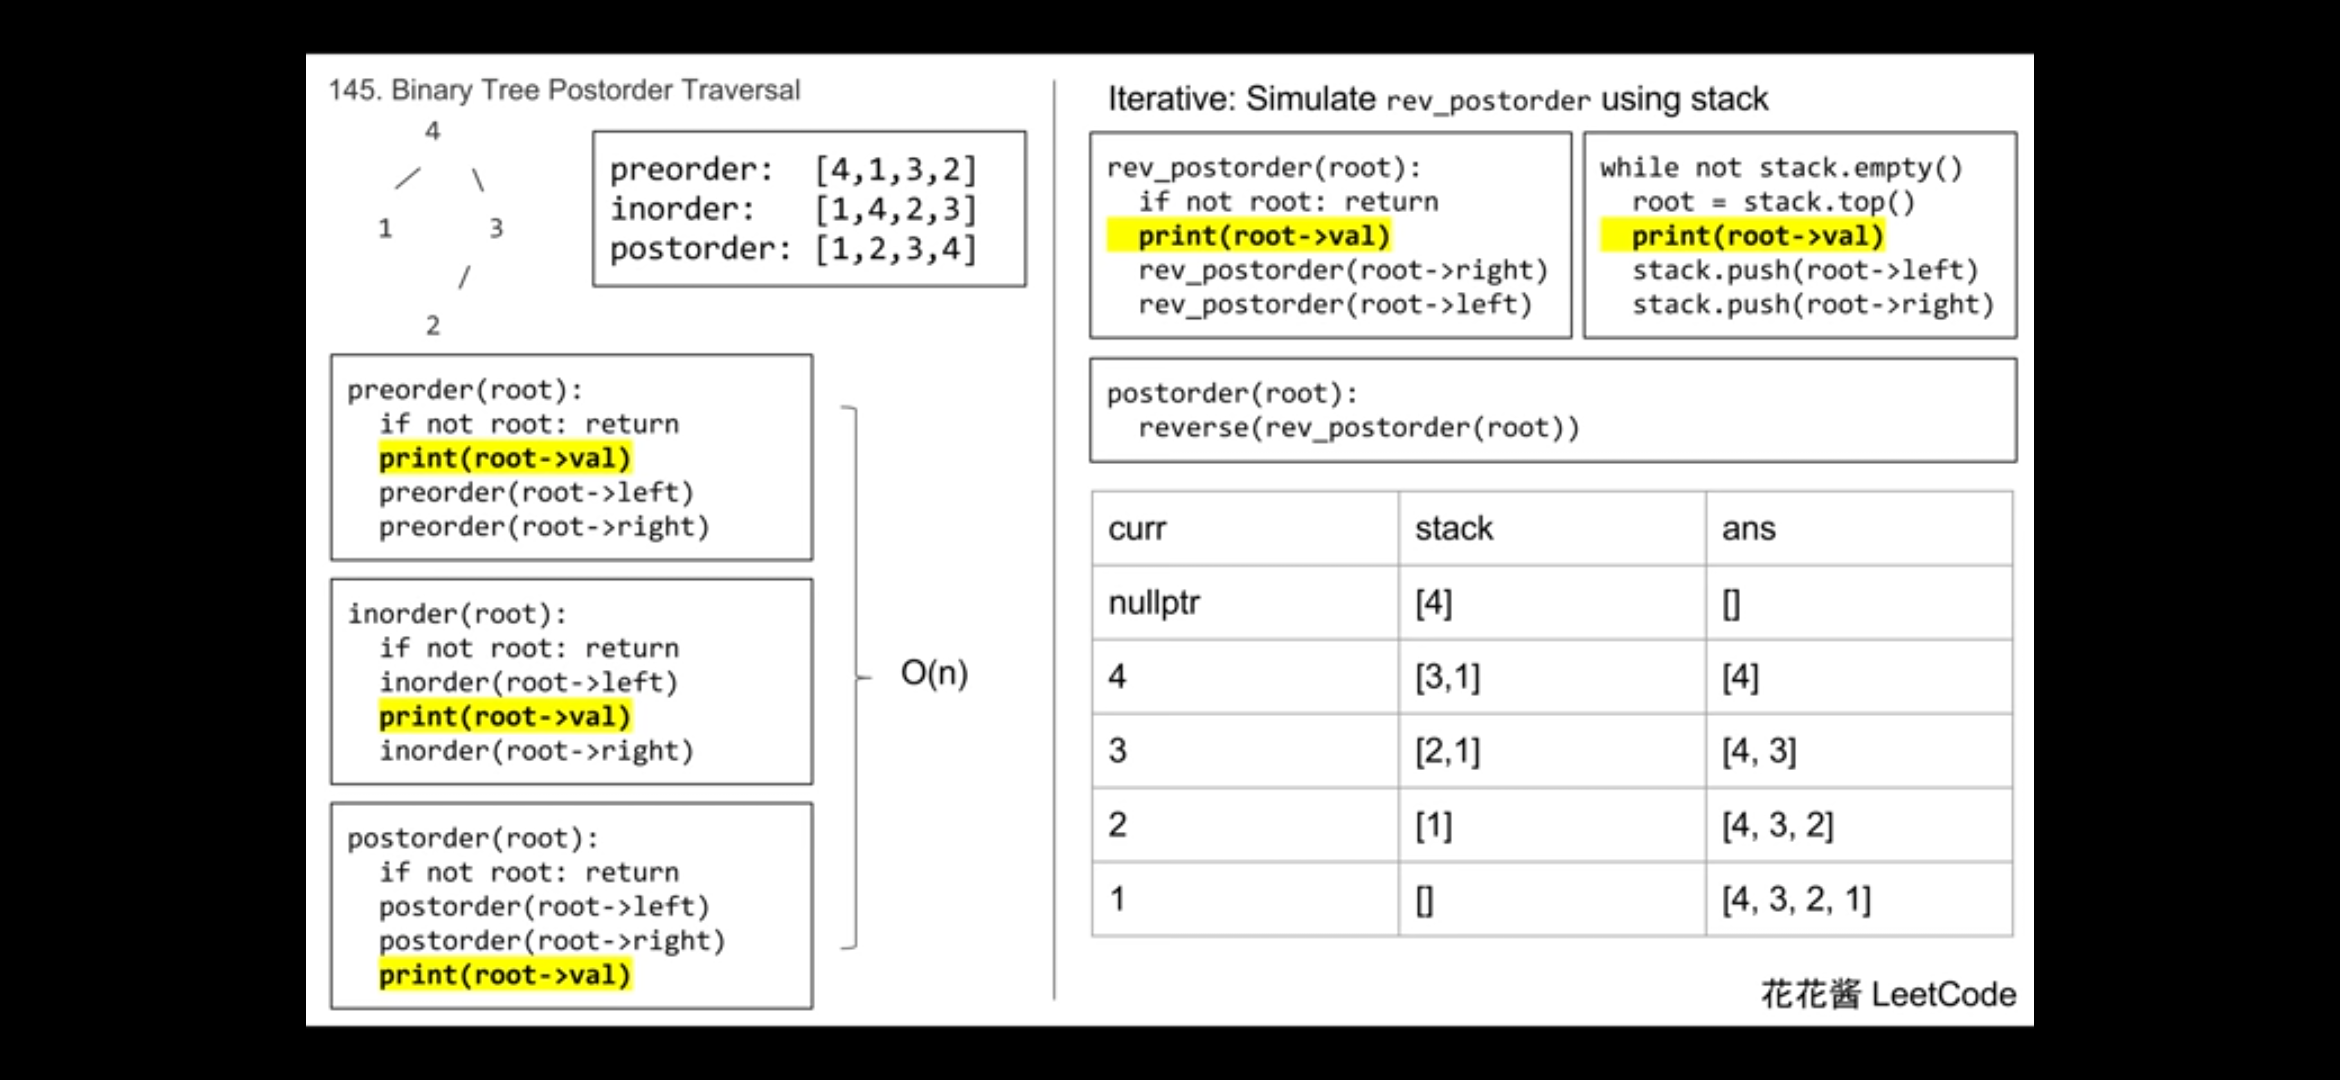 145. Binary Tree Postorder Traversal
4
/ \
1 3
/
2
preorder: [4,1,3,2]
inorder: [1,4,2,3]
postorder: [1,2,3,4]
preorder(root):
if not root: return
print(root->val)
preorder(root->left)
preorder(root->right)
inorder(root):
if not root: return
inorder(root->left)
print(root->val)
inorder(root->right)
postorder(root):
if not root: return
postorder(root->left)
postorder(root->right)
print(root->val)
O(n)
Iterative: Simulate rev_postorder using stack
rev_postorder(root):
if not root: return
print(root->val)
rev_postorder(root->right)
rev_postorder(root->left)
while not stack.empty()
root = stack.top()
print(root->val)
stack.push(root->left)
stack.push(root->right)
postorder(root):
reverse(rev_postorder(root))
curr stack ans
nullptr [4] []
4 [3,1] [4]
3 [2,1] [4, 3]
2 [1] [4, 3, 2]
1 [] [4, 3, 2, 1]
花花酱 LeetCode